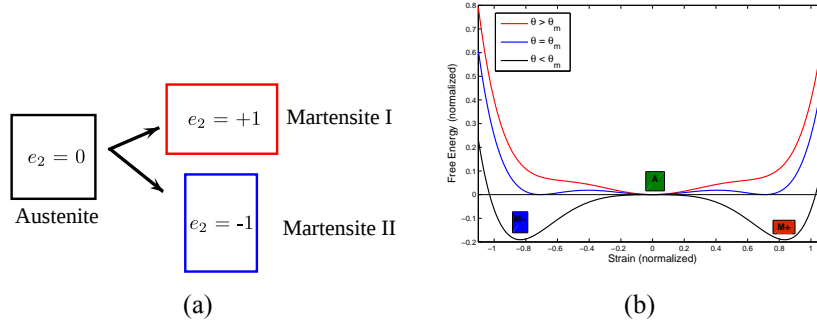 e₂ = 0
Austenite
e₂ = +1
Martensite I
e₂ = -1
Martensite II
(a)
Free Energy (normalized)
0.8
0.7
0.6
0.5
0.4
0.3
0.2
0.1
0
−0.1
−0.2
θ > θₘ
θ = θₘ
θ < θₘ
A
M+
−1 −0.8 −0.6 −0.4 −0.2 0 0.2 0.4 0.6 0.8 1
Strain (normalized)
(b)